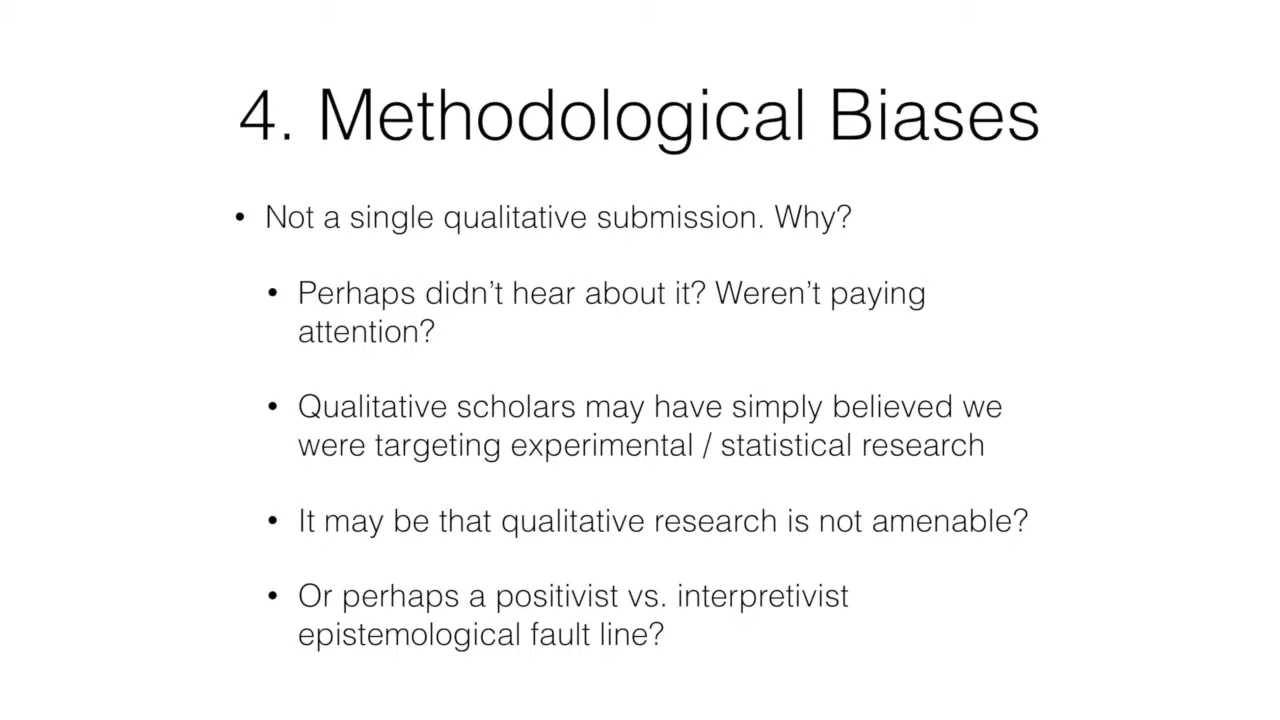 4. Methodological Biases
• Not a single qualitative submission. Why?
• Perhaps didn’t hear about it? Weren’t paying
attention?
• Qualitative scholars may have simply believed we
were targeting experimental / statistical research
• It may be that qualitative research is not amenable?
• Or perhaps a positivist vs. interpretivist
epistemological fault line?